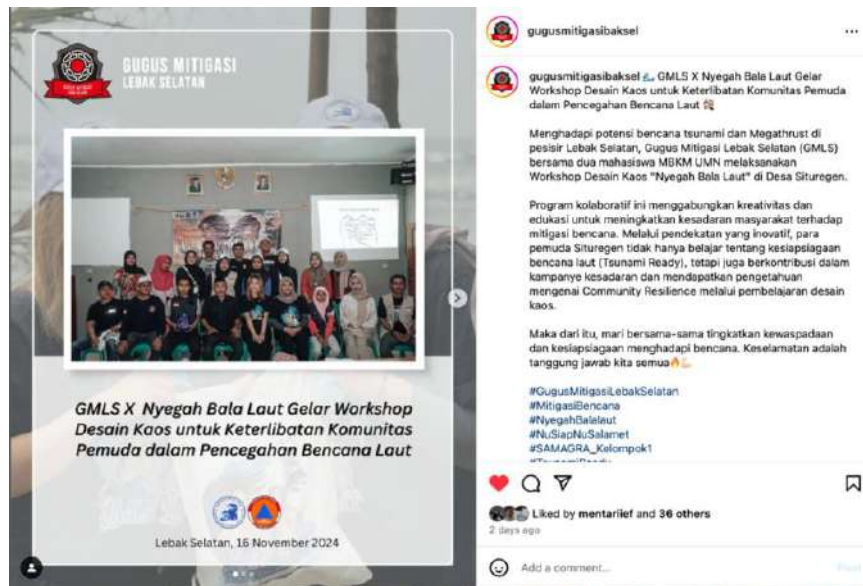 GUGUS MITIGASI
LEBAK SELATAN
GMLS X Nyegah Bala Laut Gelar Workshop
Desain Kaos untuk Keterlibatan Komunitas
Pemuda dalam Pencegahan Bencana Laut
Lebak Selatan, 16 November 2024
gugusmitigasibaksel
gugusmitigasibaksel 🌊 GMLS X Nyegah Bala Laut Gelar
Workshop Desain Kaos untuk Keterlibatan Komunitas Pemuda
dalam Pencegahan Bencana Laut
Menghadapi potensi bencana tsunami dan Megathrust di
pesisir Lebak Selatan, Gugus Mitigasi Lebak Selatan (GMLS)
bersama dua mahasiswa MBKM UMN melaksanakan
Workshop Desain Kaos "Nyegah Bala Laut" di Desa Situregen.
Program kolaboratif ini menggabungkan kreativitas dan
edukasi untuk meningkatkan kesadaran masyarakat terhadap
mitigasi bencana. Melalui pendekatan yang inovatif, para
pemuda Situregen tidak hanya belajar tentang kesiapsiagaan
bencana laut (Tsunami Ready), tetapi juga berkontribusi dalam
kampanye kesadaran dan mendapatkan pengetahuan
mengenai Community Resilience melalui pembelajaran desain
kaos.
Maka dari itu, mari bersama-sama tingkatkan kewaspadaan
dan kesiapsiagaan menghadapi bencana. Keselamatan adalah
tanggung jawab kita semua🔥💪
#GugusMitigasiLebakSelatan
#MitigasiBencana
#NyegahBalalaut
#NuSiapNuSalamet
#SAMAGRA_Kelompok1
#TsunamiReady
Liked by mentariief and 36 others
2 days ago
Add a comment...
Post